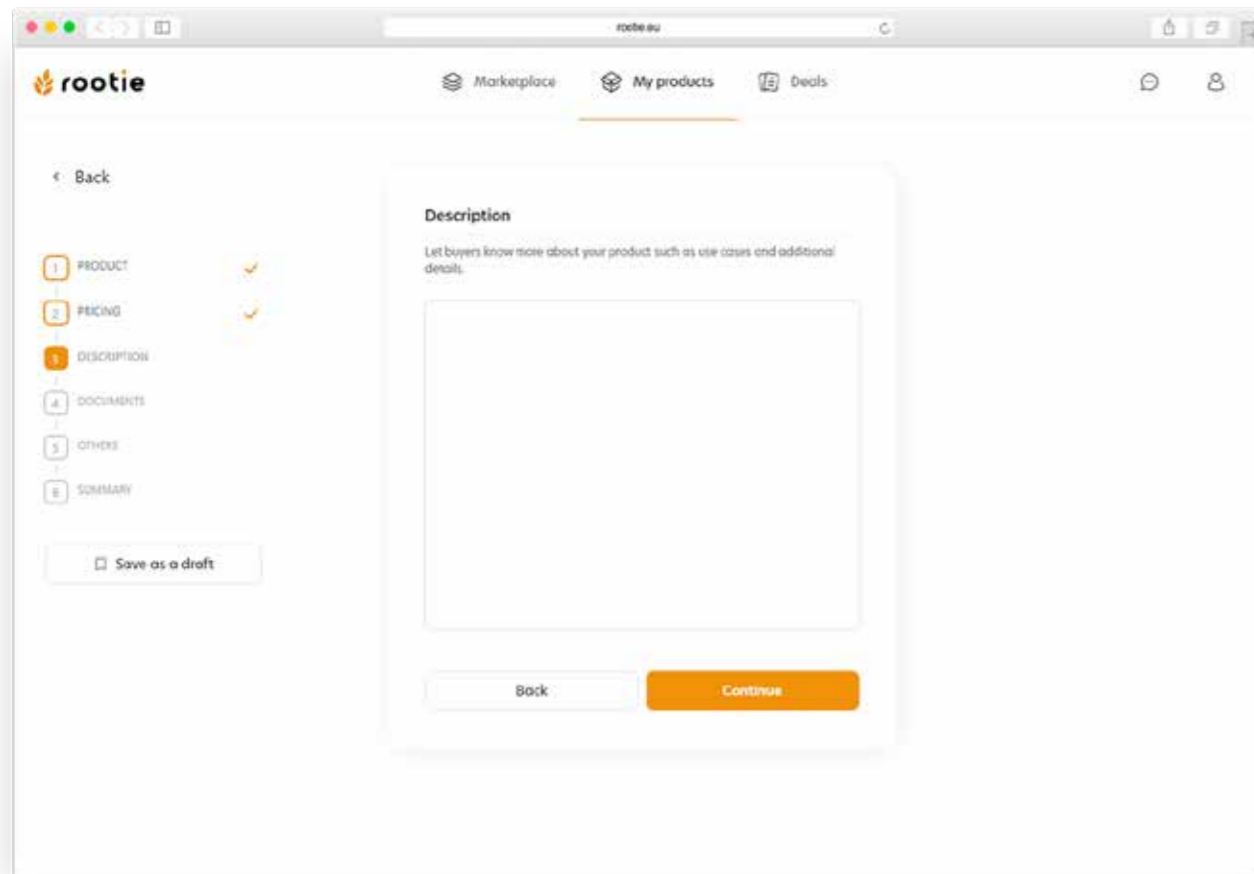 rootie.eu
rootie
Marketplace
My products
Deals
Back
1 PRODUCT
2 PRICING
3 DESCRIPTION
4 DOCUMENTS
5 OTHERS
6 SUMMARY
Save as a draft
Description
Let buyers know more about your product such as use cases and additional
details.
Back
Continue